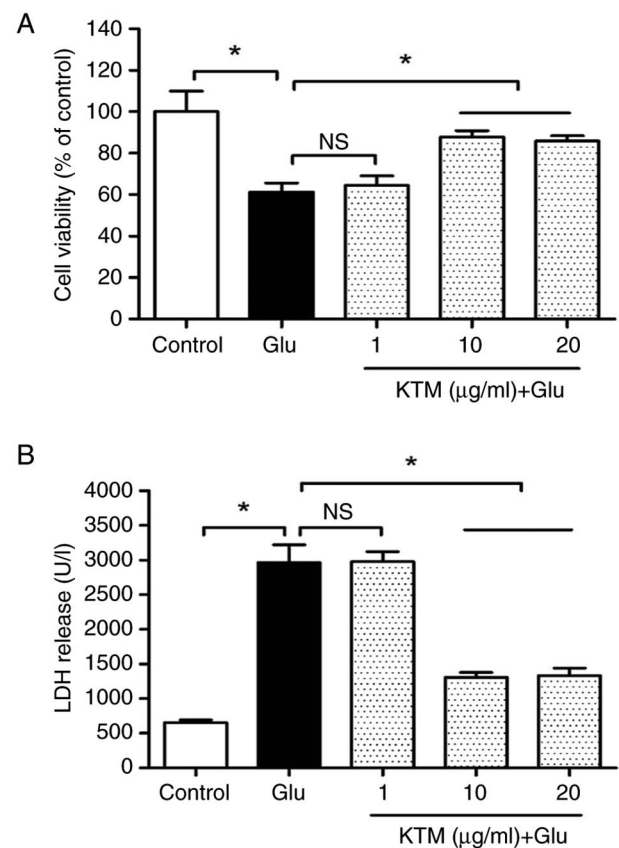 A
Cell viability (% of control)
140
120
100
80
60
40
20
0
*
*
NS
Control Glu 1 10 20
KTM (μg/ml)+Glu
B
LDH release (U/l)
4000
3500
3000
2500
2000
1500
1000
500
0
*
*
NS
Control Glu 1 10 20
KTM (μg/ml)+Glu